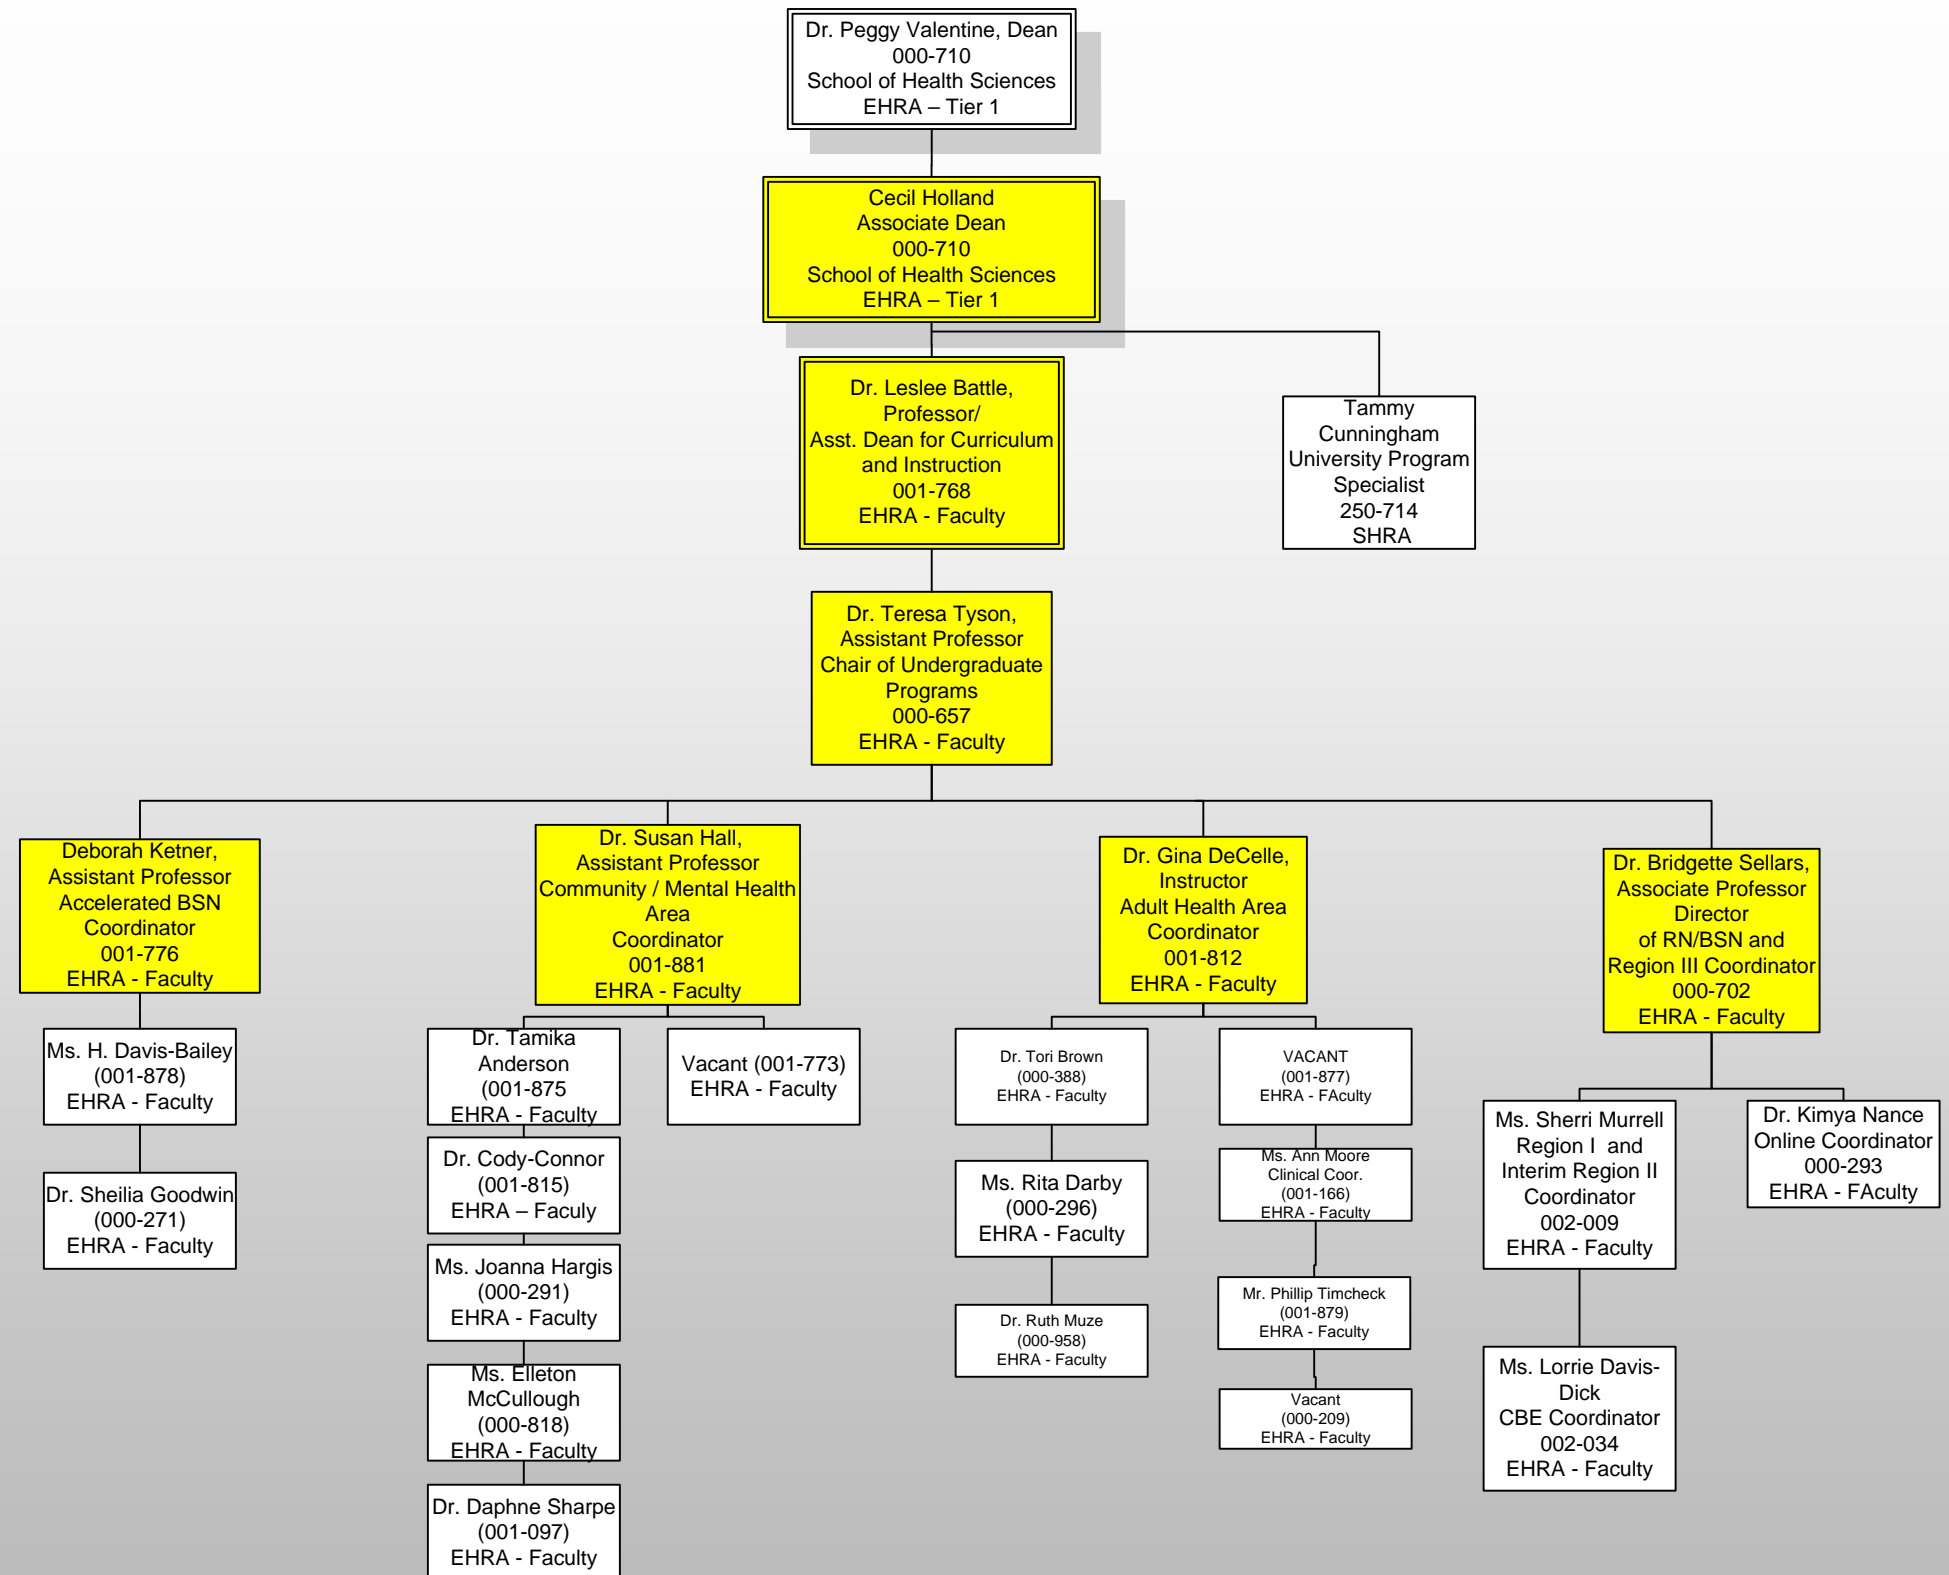 Dr. Peggy Valentine, Dean
000-710
School of Health Sciences
EHRA – Tier 1
Cecil Holland
Associate Dean
000-710
School of Health Sciences
EHRA – Tier 1
Dr. Leslee Battle,
Professor/
Asst. Dean for Curriculum
and Instruction
001-768
EHRA - Faculty
Tammy
Cunningham
University Program
Specialist
250-714
SHRA
Dr. Teresa Tyson,
Assistant Professor
Chair of Undergraduate
Programs
000-657
EHRA - Faculty
Deborah Ketner,
Assistant Professor
Accelerated BSN
Coordinator
001-776
EHRA - Faculty
Ms. H. Davis-Bailey
(001-878)
EHRA - Faculty
Dr. Sheilia Goodwin
(000-271)
EHRA - Faculty
Dr. Susan Hall,
Assistant Professor
Community / Mental Health
Area
Coordinator
001-881
EHRA - Faculty
Dr. Tamika
Anderson
(001-875
EHRA - Faculty
Dr. Cody-Connor
(001-815)
EHRA – Faculy
Ms. Joanna Hargis
(000-291)
EHRA - Faculty
Ms. Elleton
McCullough
(000-818)
EHRA - Faculty
Dr. Daphne Sharpe
(001-097)
EHRA - Faculty
Vacant (001-773)
EHRA - Faculty
Dr. Gina DeCelle,
Instructor
Adult Health Area
Coordinator
001-812
EHRA - Faculty
Dr. Tori Brown
(000-388)
EHRA - Faculty
Ms. Rita Darby
(000-296)
EHRA - Faculty
Dr. Ruth Muze
(000-958)
EHRA - Faculty
VACANT
(001-877)
EHRA - FAculty
Ms. Ann Moore
Clinical Coor.
(001-166)
EHRA - Faculty
Mr. Phillip Timcheck
(001-879)
EHRA - Faculty
Vacant
(000-209)
EHRA - Faculty
Dr. Bridgette Sellars,
Associate Professor
Director
of RN/BSN and
Region III Coordinator
000-702
EHRA - Faculty
Ms. Sherri Murrell
Region I and
Interim Region II
Coordinator
002-009
EHRA - Faculty
Ms. Lorrie Davis-
Dick
CBE Coordinator
002-034
EHRA - Faculty
Dr. Kimya Nance
Online Coordinator
000-293
EHRA - FAculty